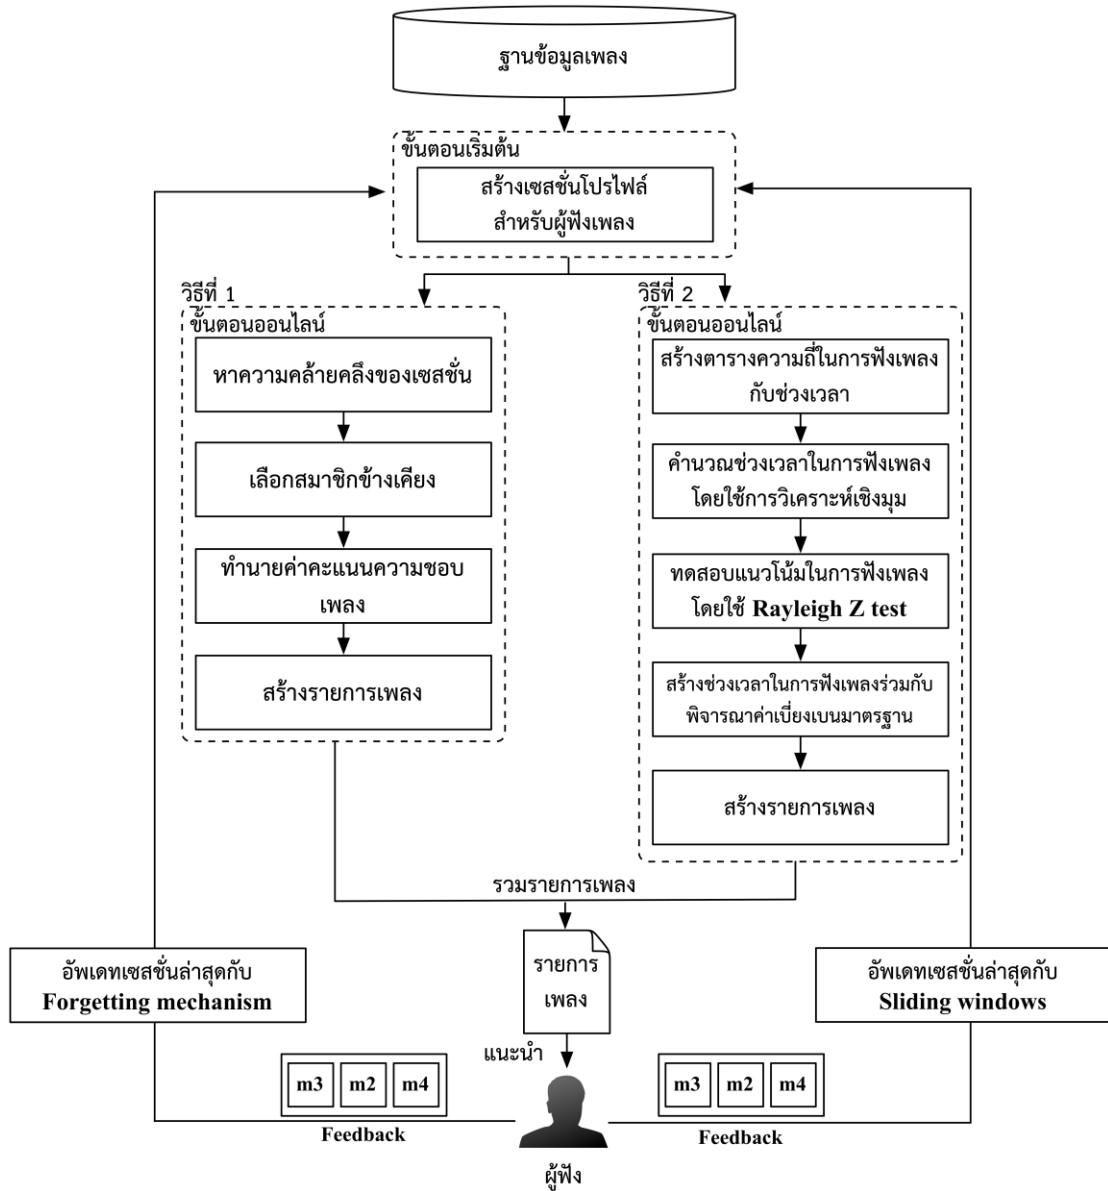 ฐานข้อมูลเพลง
ขั้นตอนเริ่มต้น
สร้างเซสชั่นโปรไฟล์
สำหรับผู้ฟังเพลง
วิธีที่ 1
ขั้นตอนออนไลน์
หาความคล้ายคลึงของเซสชั่น
เลือกสมาชิกข้างเคียง
ทำนายค่าคะแนนความชอบ
เพลง
สร้างรายการเพลง
วิธีที่ 2
ขั้นตอนออนไลน์
สร้างตารางความถี่ในการฟังเพลง
กับช่วงเวลา
คำนวณช่วงเวลาในการฟังเพลง
โดยใช้การวิเคราะห์เชิงมุม
ทดสอบแนวโน้มในการฟังเพลง
โดยใช้ Rayleigh Z test
สร้างช่วงเวลาในการฟังเพลงร่วมกับ
พิจารณาค่าเบี่ยงเบนมาตรฐาน
สร้างรายการเพลง
รวมรายการเพลง
รายการ
เพลง
อัพเดทเซสชั่นล่าสุดกับ
Forgetting mechanism
อัพเดทเซสชั่นล่าสุดกับ
Sliding windows
แนะนำ
m3 m2 m4
Feedback
m3 m2 m4
Feedback
ผู้ฟัง